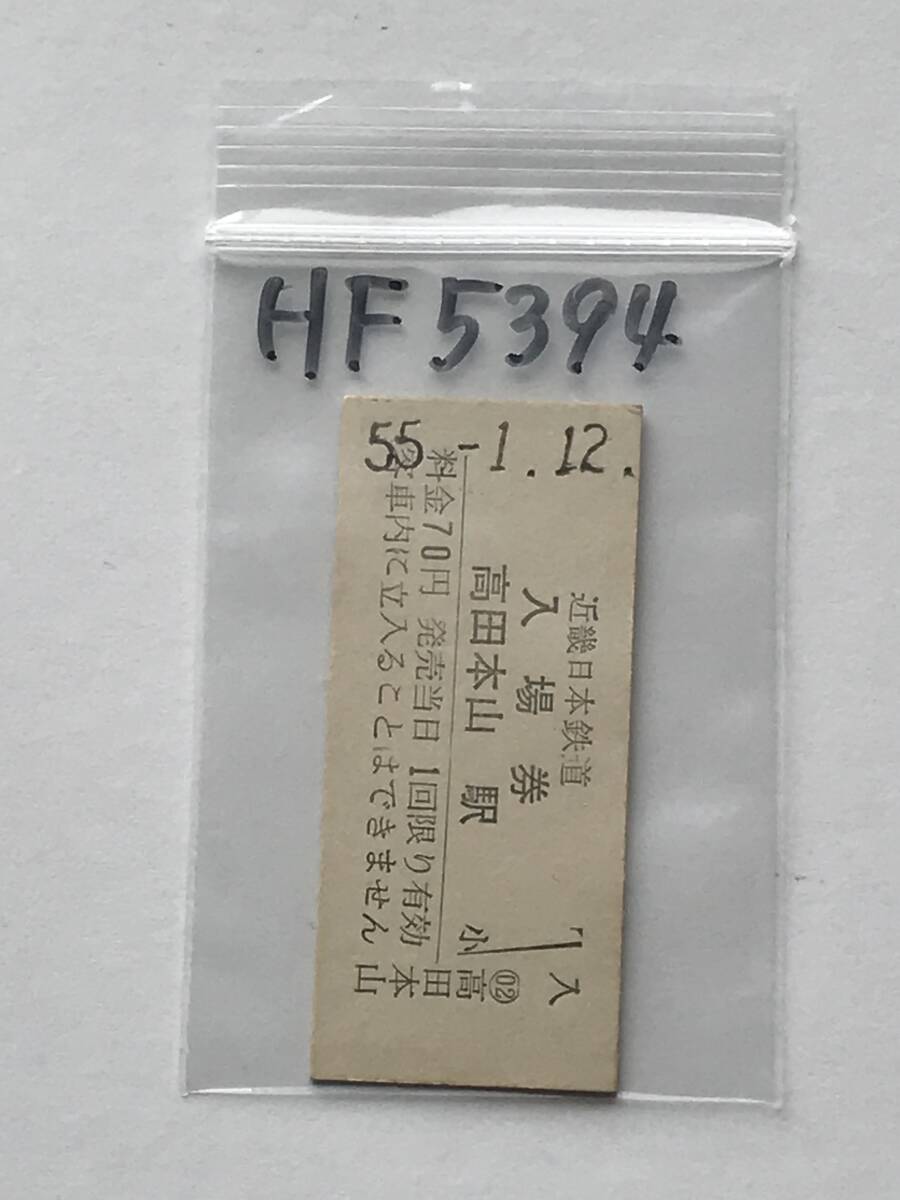 HF5394
55.-1.12.
近畿日本鉄道
入場券
高田本山駅
料金70円 発売当日 1回限り有効
客車内に立入ることはできません
入
小
02
高田本山